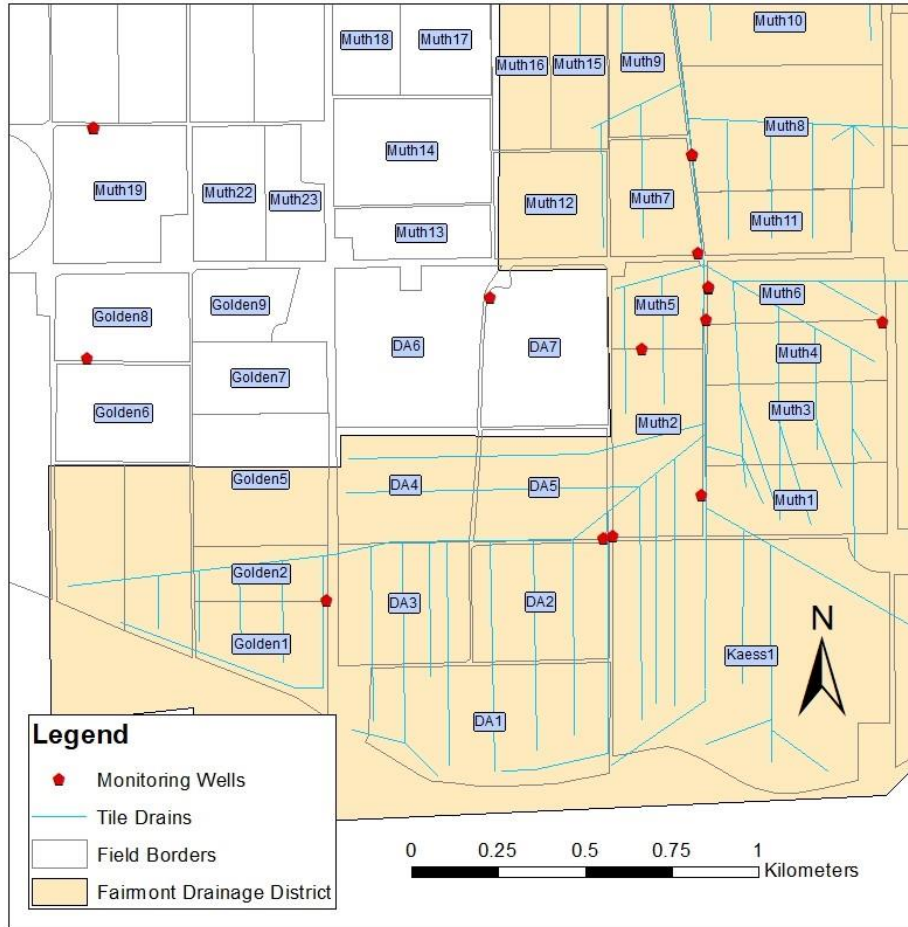 Muth10
Muth18
Muth17
Muth16
Muth15
Muth9
Muth8
Muth14
Muth19
Muth22
Muth23
Muth12
Muth7
Muth11
Muth13
Muth6
Muth5
Golden8
Golden9
DA6
DA7
Muth4
Golden7
Golden6
Muth3
Muth2
Golden5
DA4
DA5
Muth1
Golden2
DA3
DA2
N
Golden1
Kaess1
DA1
Legend
Monitoring Wells
Tile Drains
Field Borders
Fairmont Drainage District
0 0.25 0.5 0.75 1
Kilometers